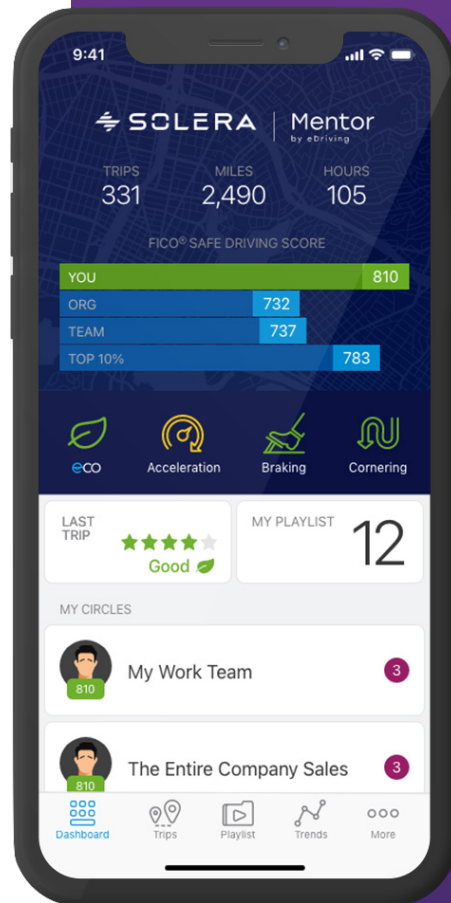 9:41
SOLERA Mentor
by eDriving
TRIPS MILES HOURS
331 2,490 105
FICO® SAFE DRIVING SCORE
YOU 810
ORG 732
TEAM 737
TOP 10% 783
eco Acceleration Braking Cornering
LAST TRIP
Good
MY PLAYLIST
12
MY CIRCLES
810
My Work Team 3
810
The Entire Company Sales 3
Dashboard Trips Playlist Trends More